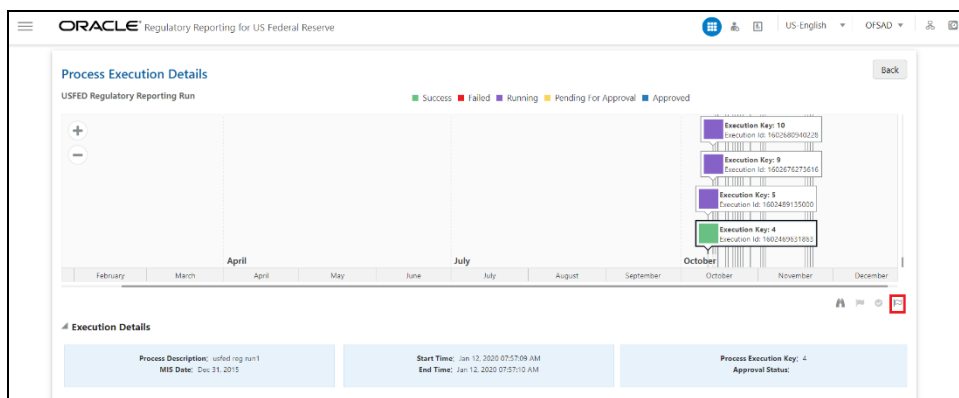 ORACLE Regulatory Reporting for US Federal Reserve
US-English
OFSAD
Process Execution Details
Back
USFED Regulatory Reporting Run
Success Failed Running Pending For Approval Approved
Execution Key: 10
Execution Id: 1602680940228
Execution Key: 9
Execution Id: 1602676273616
Execution Key: 5
Execution Id: 1602489135000
Execution Key: 4
Execution Id: 1602469631863
April July October
February March April May June July August September October November December
Execution Details
Process Description: usfed reg run1
MIS Date: Dec 31, 2015
Start Time: Jan 12, 2020 07:57:09 AM
End Time: Jan 12, 2020 07:57:10 AM
Process Execution Key: 4
Approval Status: